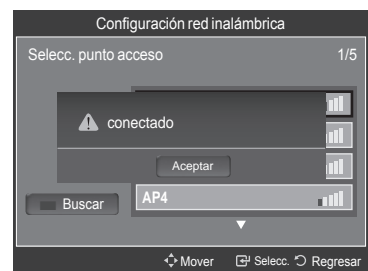 Configuración red inalámbrica
Selecc. punto acceso 1/5
conectado
Aceptar
Buscar
AP4
Mover Selecc. Regresar